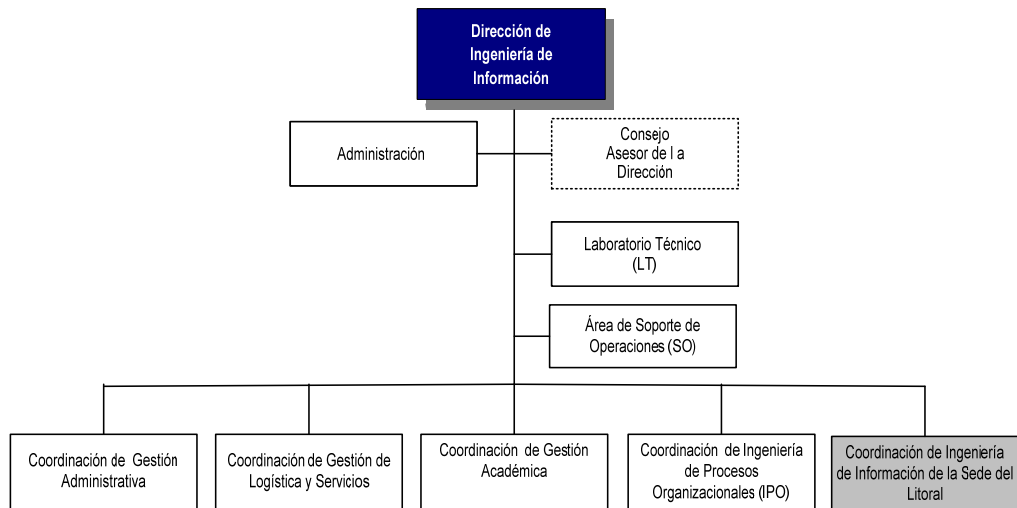 Dirección de
Ingeniería de
Información
Administración
Consejo
Asesor de l a
Dirección
Laboratorio Técnico
(LT)
Área de Soporte de
Operaciones (SO)
Coordinación de Gestión
Administrativa
Coordinación de Gestión de
Logística y Servicios
Coordinación de Gestión
Académica
Coordinación de Ingeniería
de Procesos
Organizacionales (IPO)
Coordinación de Ingeniería
de Información de la Sede del
Litoral